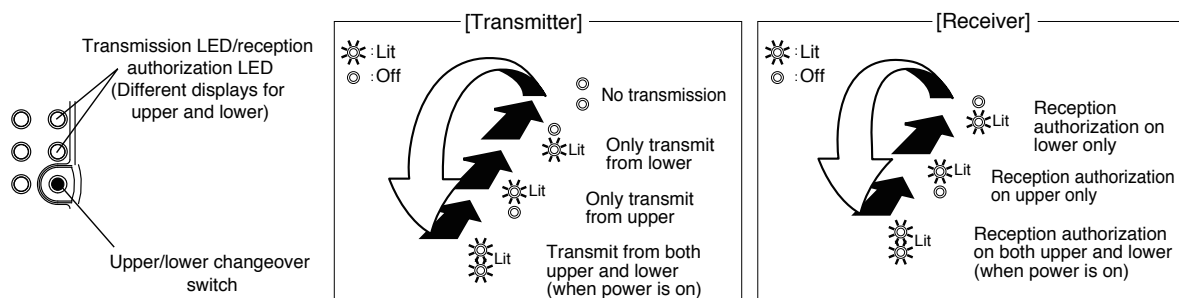 Transmission LED/reception
authorization LED
(Different displays for
upper and lower)
Upper/lower changeover
switch
[Transmitter]
:Lit
:Off
No transmission
Lit
Only transmit
from lower
Lit
Only transmit
from upper
Lit
Transmit from both
upper and lower
(when power is on)
[Receiver]
:Lit
:Off
Lit
Reception
authorization on
lower only
Lit
Reception authorization
on upper only
Lit
Reception authorization
on both upper and lower
(when power is on)